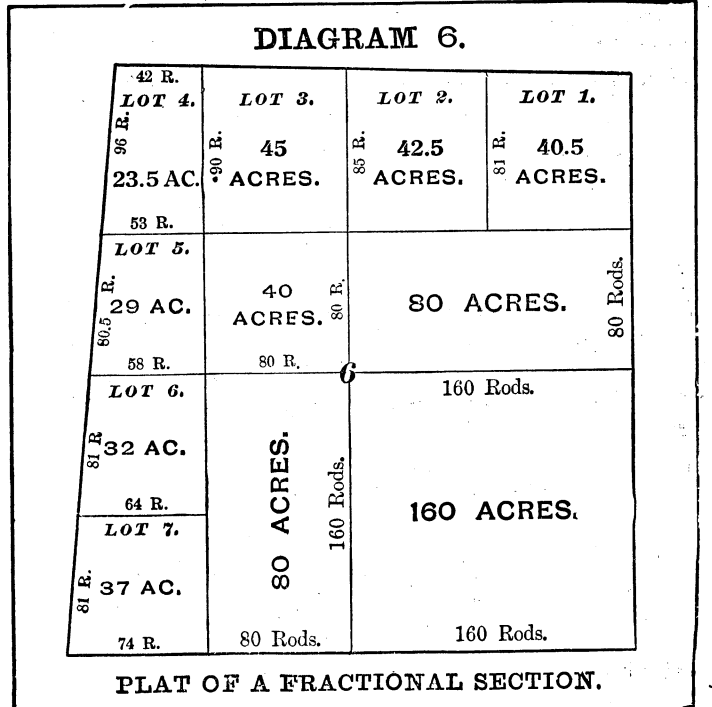 DIAGRAM 6.
42 R.
LOT 4.
96 R.
23.5 AC.
53 R.
LOT 3.
90 R.
45
ACRES.
LOT 2.
85 R.
42.5
ACRES.
LOT 1.
81 R.
40.5
ACRES.
LOT 5.
80.5 R.
29 AC.
58 R.
40
ACRES.
80 R.
80 R.
80 ACRES.
80 Rods.
6
LOT 6.
81 R
32 AC.
64 R.
LOT 7.
81 R.
37 AC.
74 R.
80 ACRES.
160 Rods.
80 Rods.
160 Rods.
160 ACRES.
160 Rods.
PLAT OF A FRACTIONAL SECTION.